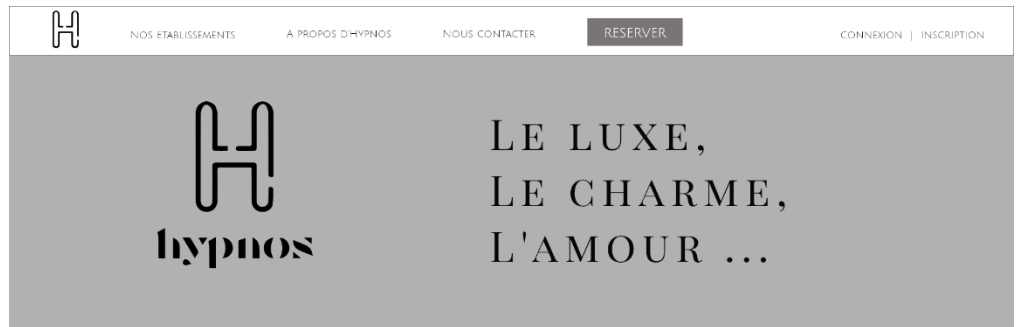 NOS ETABLISSEMENTS A PROPOS D'HYPNOS NOUS CONTACTER RESERVER CONNEXION | INSCRIPTION
LE LUXE,
LE CHARME,
L'AMOUR ...
hypnos